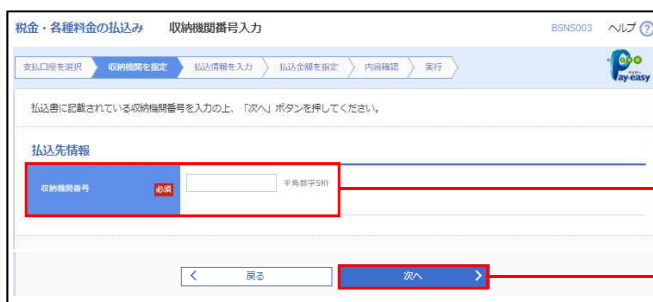 税金・各種料金の払込み 収納機関番号入力 BSNS003 ヘルプ ?
支払口座を選択 収納機関を指定 払込情報を入力 払込金額を指定 内容確認 実行
Pay-easy
払込書に記載されている収納機関番号を入力の上、「次へ」ボタンを押してください。
払込先情報
収納機関番号 必須 半角数字5桁
戻る 次へ